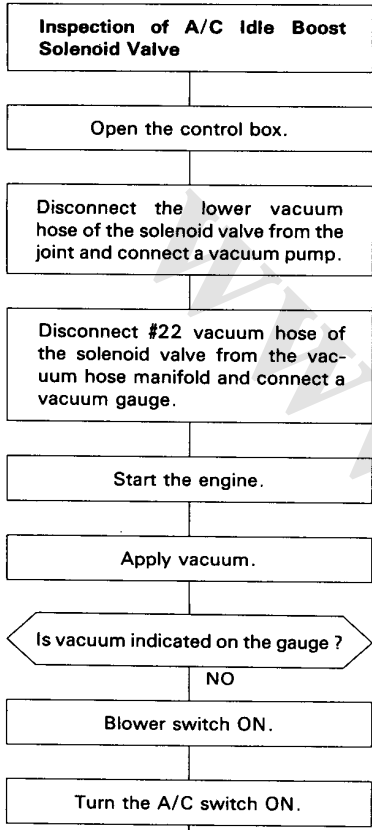 Inspection of A/C Idle Boost
Solenoid Valve
Open the control box.
Disconnect the lower vacuum
hose of the solenoid valve from the
joint and connect a vacuum pump.
Disconnect #22 vacuum hose of
the solenoid valve from the vac-
uum hose manifold and connect a
vacuum gauge.
Start the engine.
Apply vacuum.
Is vacuum indicated on the gauge ?
NO
Blower switch ON.
Turn the A/C switch ON.